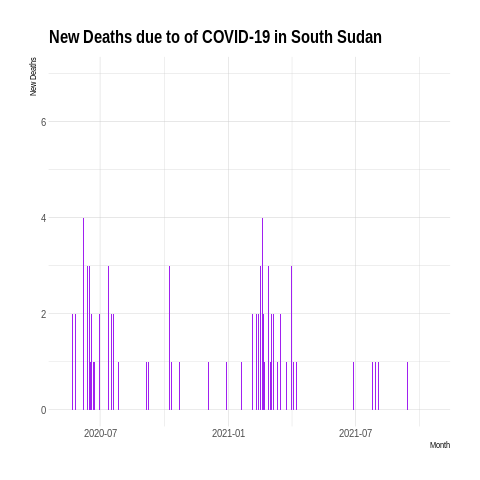 New Deaths due to of COVID-19 in South Sudan
New Deaths
6
4
2
0
2020-07
2021-01
2021-07
Month